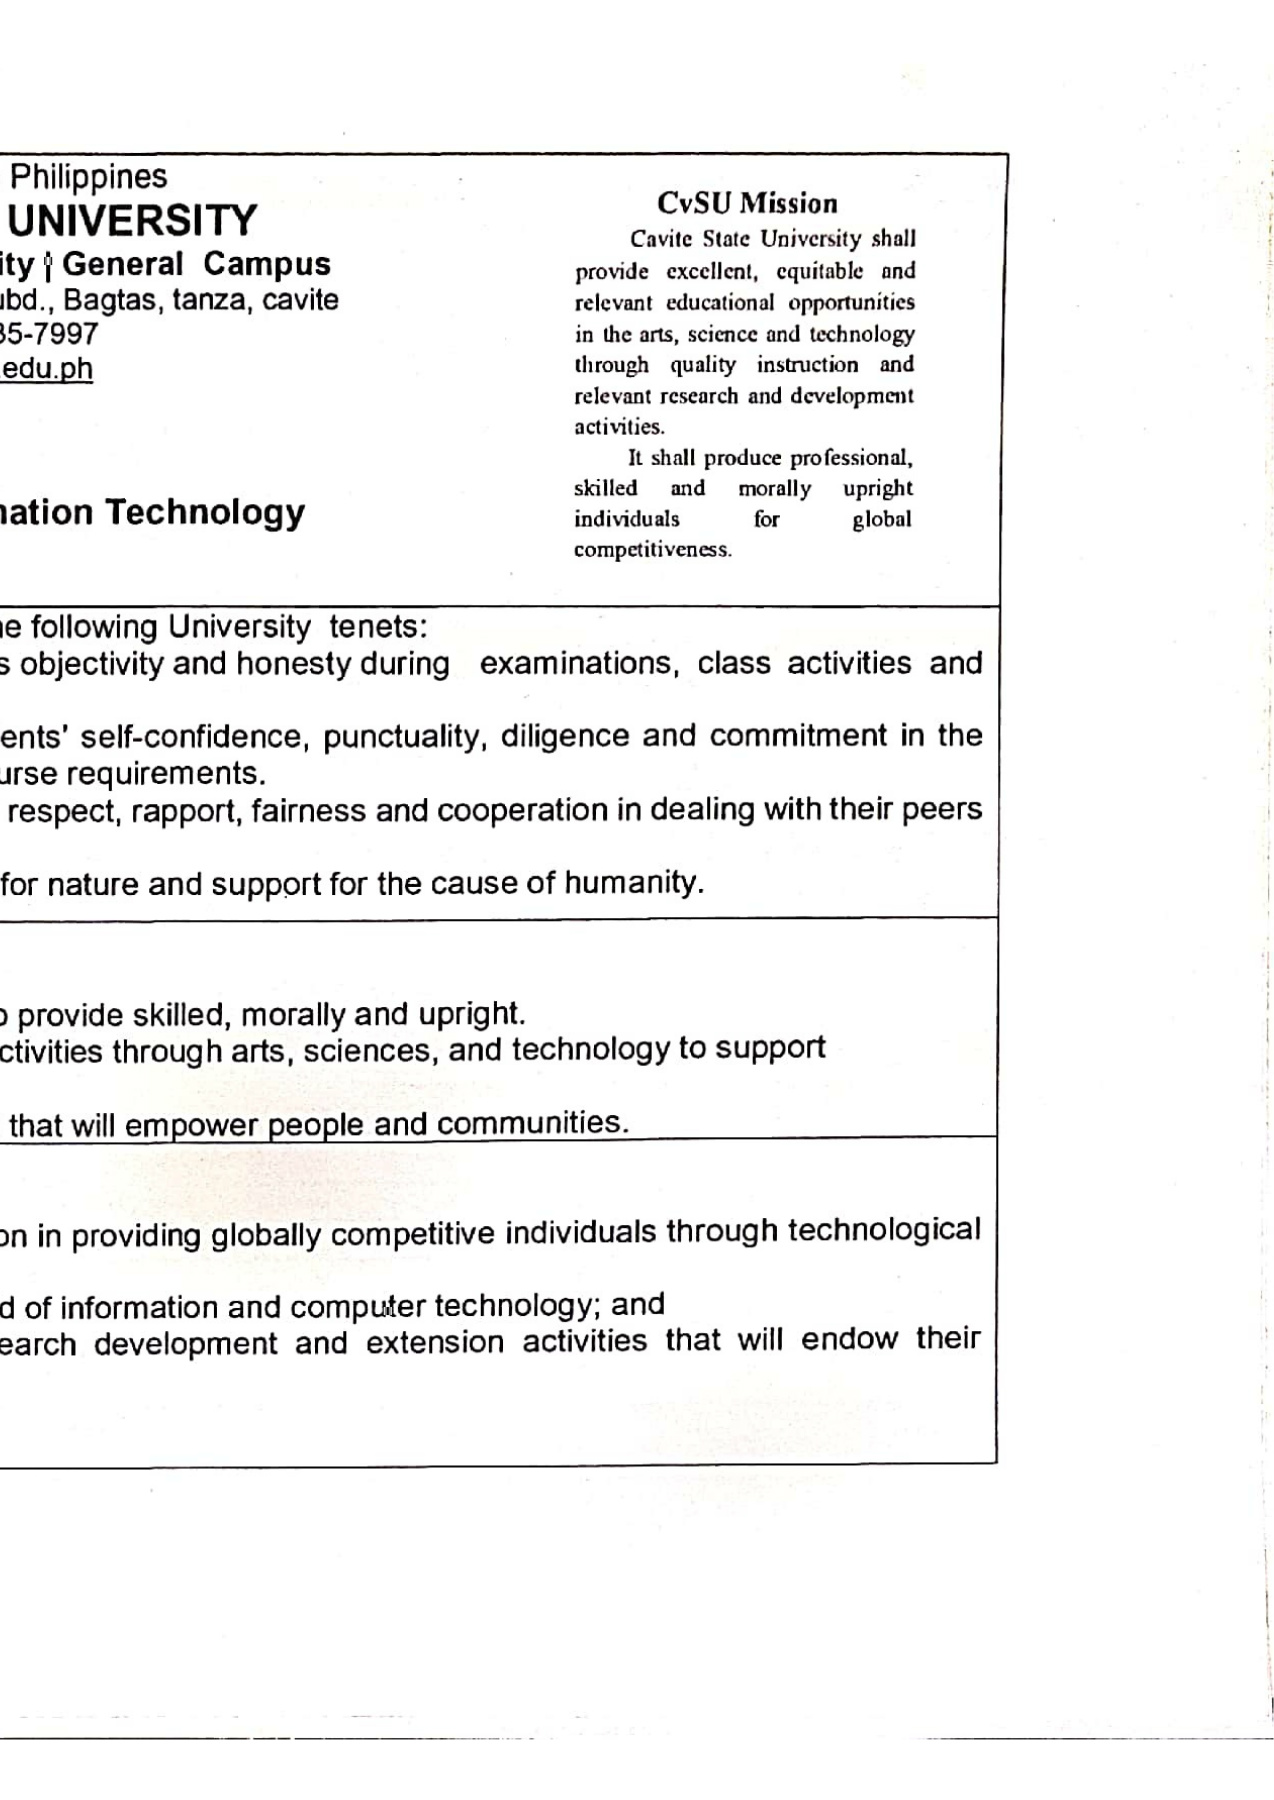 Philippines
UNIVERSITY
ity | General Campus
ubd., Bagtas, tanza, cavite
35-7997
.edu.ph
nation Technology
CvSU Mission
Cavite State University shall
provide excellent, equitable and
relevant educational opportunities
in the arts, science and technology
through quality instruction and
relevant research and development
activities.
It shall produce professional,
skilled and morally upright
individuals for global
competitiveness.
ne following University tenets:
s objectivity and honesty during examinations, class activities and
ents' self-confidence, punctuality, diligence and commitment in the
urse requirements.
respect, rapport, fairness and cooperation in dealing with their peers
for nature and support for the cause of humanity.
o provide skilled, morally and upright.
ctivities through arts, sciences, and technology to support
that will empower people and communities.
on in providing globally competitive individuals through technological
d of information and computer technology; and
earch development and extension activities that will endow their